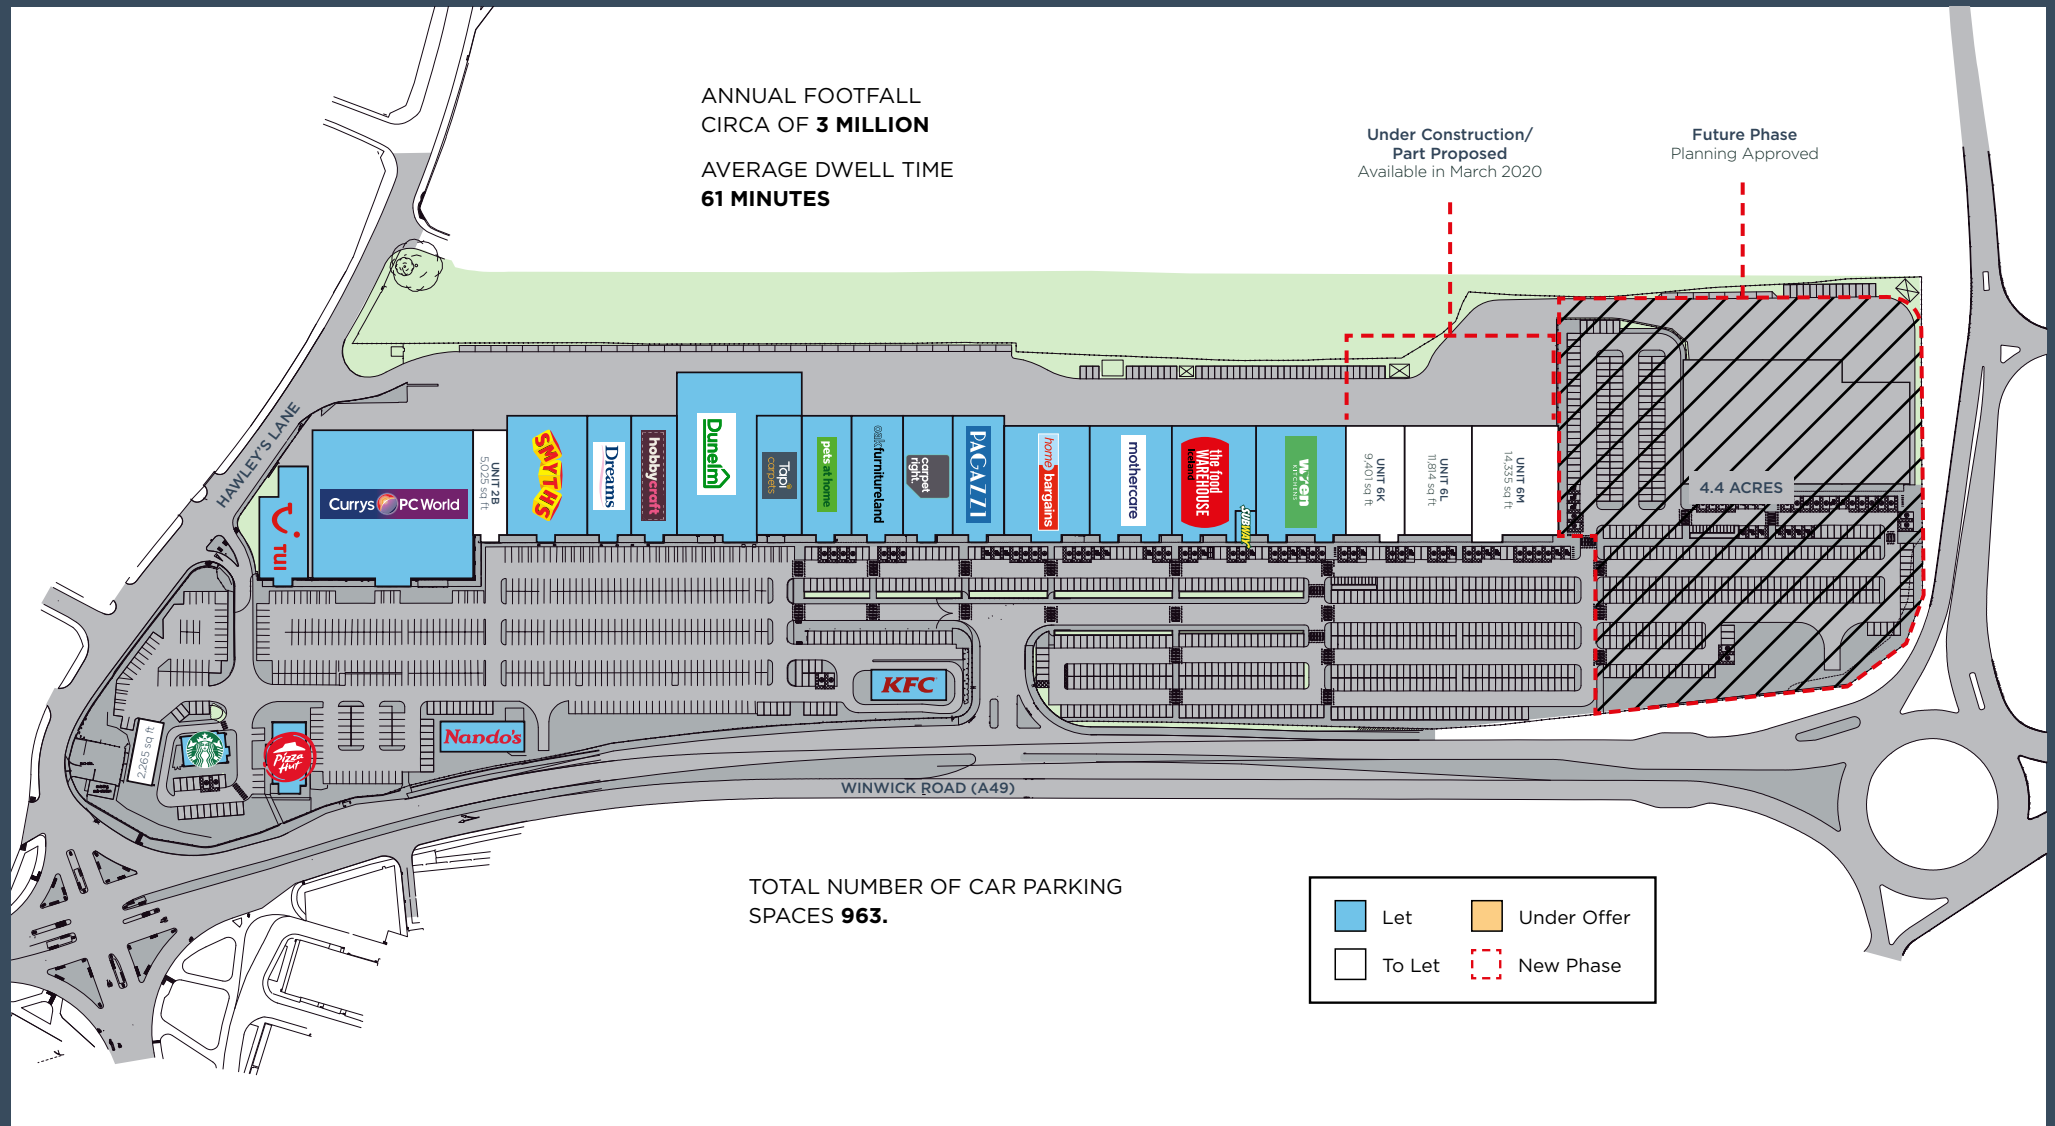 ANNUAL FOOTFALL
CIRCA OF 3 MILLION
AVERAGE DWELL TIME
61 MINUTES
Under Construction/
Part Proposed
Available in March 2020
Future Phase
Planning Approved
HAWLEY'S LANE
TUI
Currys PC World
UNIT 2B
5,025 sq ft
SMYTHS
Dreams
hobbycraft
Dunelm
Tapi
carpets
pets at home
oakfurnitureland
carpet
right.
PAGAZZI
home bargains
mothercare
the food
WAREHOUSE
Iceland
SUBWAY
wren
KITCHENS
UNIT 6K
9,401 sq ft
UNIT 6L
11,814 sq ft
UNIT 6M
14,335 sq ft
4.4 ACRES
KFC
Nando's
Pizza
Hut
2,265 sq ft
WINWICK ROAD (A49)
TOTAL NUMBER OF CAR PARKING
SPACES 963.
Let
Under Offer
To Let
New Phase